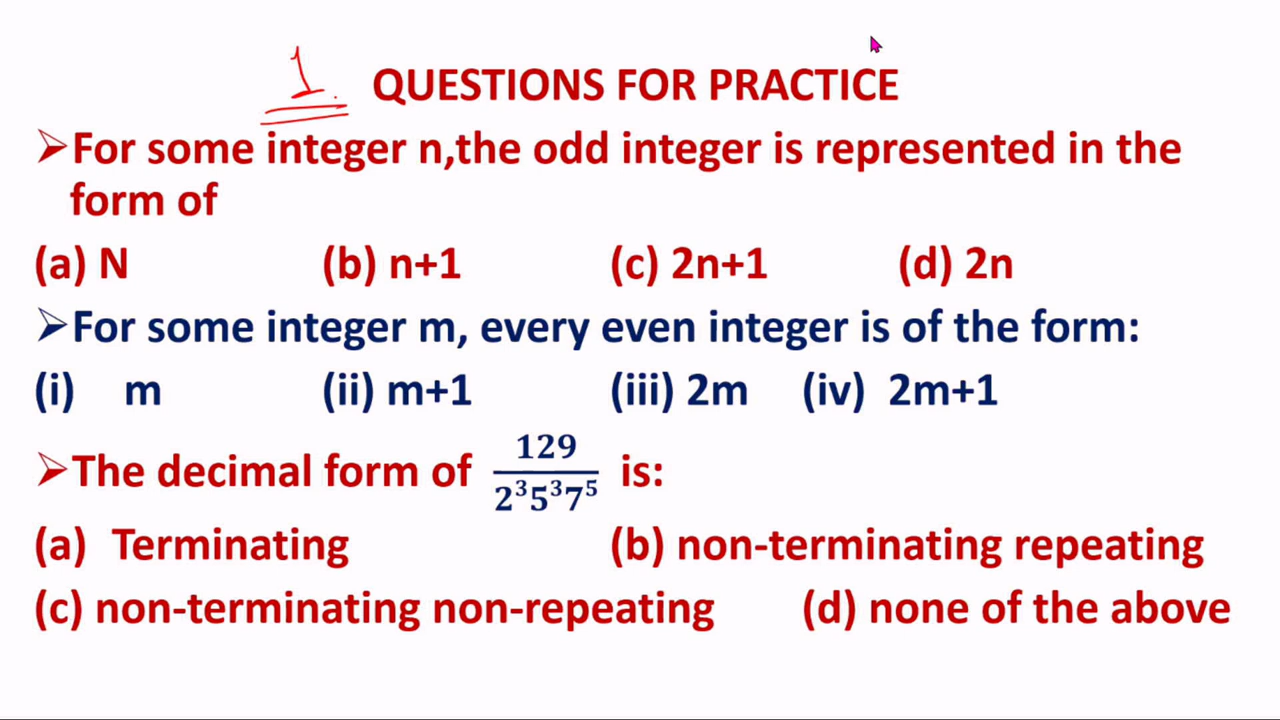 1. QUESTIONS FOR PRACTICE
➢For some integer n,the odd integer is represented in the
form of
(a) N (b) n+1 (c) 2n+1 (d) 2n
➢For some integer m, every even integer is of the form:
(i) m (ii) m+1 (iii) 2m (iv) 2m+1
➢The decimal form of 129/2³5³7⁵ is:
(a) Terminating (b) non-terminating repeating
(c) non-terminating non-repeating (d) none of the above